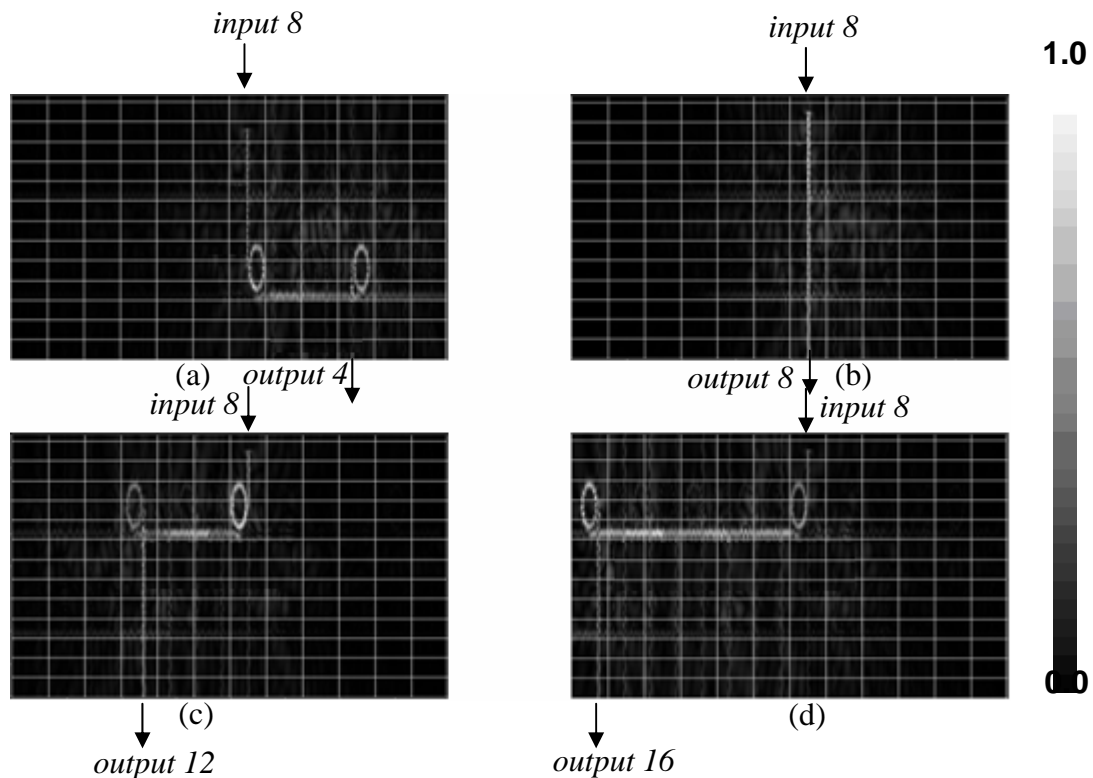 input 8
input 8
1.0
(a)
output 4
output 8
(b)
input 8
input 8
0.0
(c)
(d)
output 12
output 16